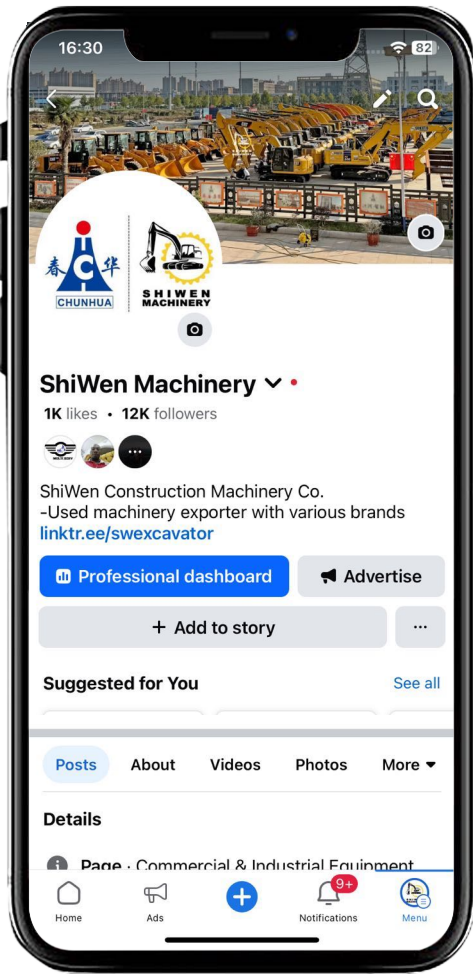 16:30
82
春 华
CHUNHUA
SHIWEN
MACHINERY
ShiWen Machinery
1K likes • 12K followers
ShiWen Construction Machinery Co.
-Used machinery exporter with various brands
linktr.ee/swexcavator
Professional dashboard
Advertise
+ Add to story
...
Suggested for You
See all
Posts
About
Videos
Photos
More
Details
Page · Commercial & Industrial Equipment
9+
Home
Ads
Notifications
Menu